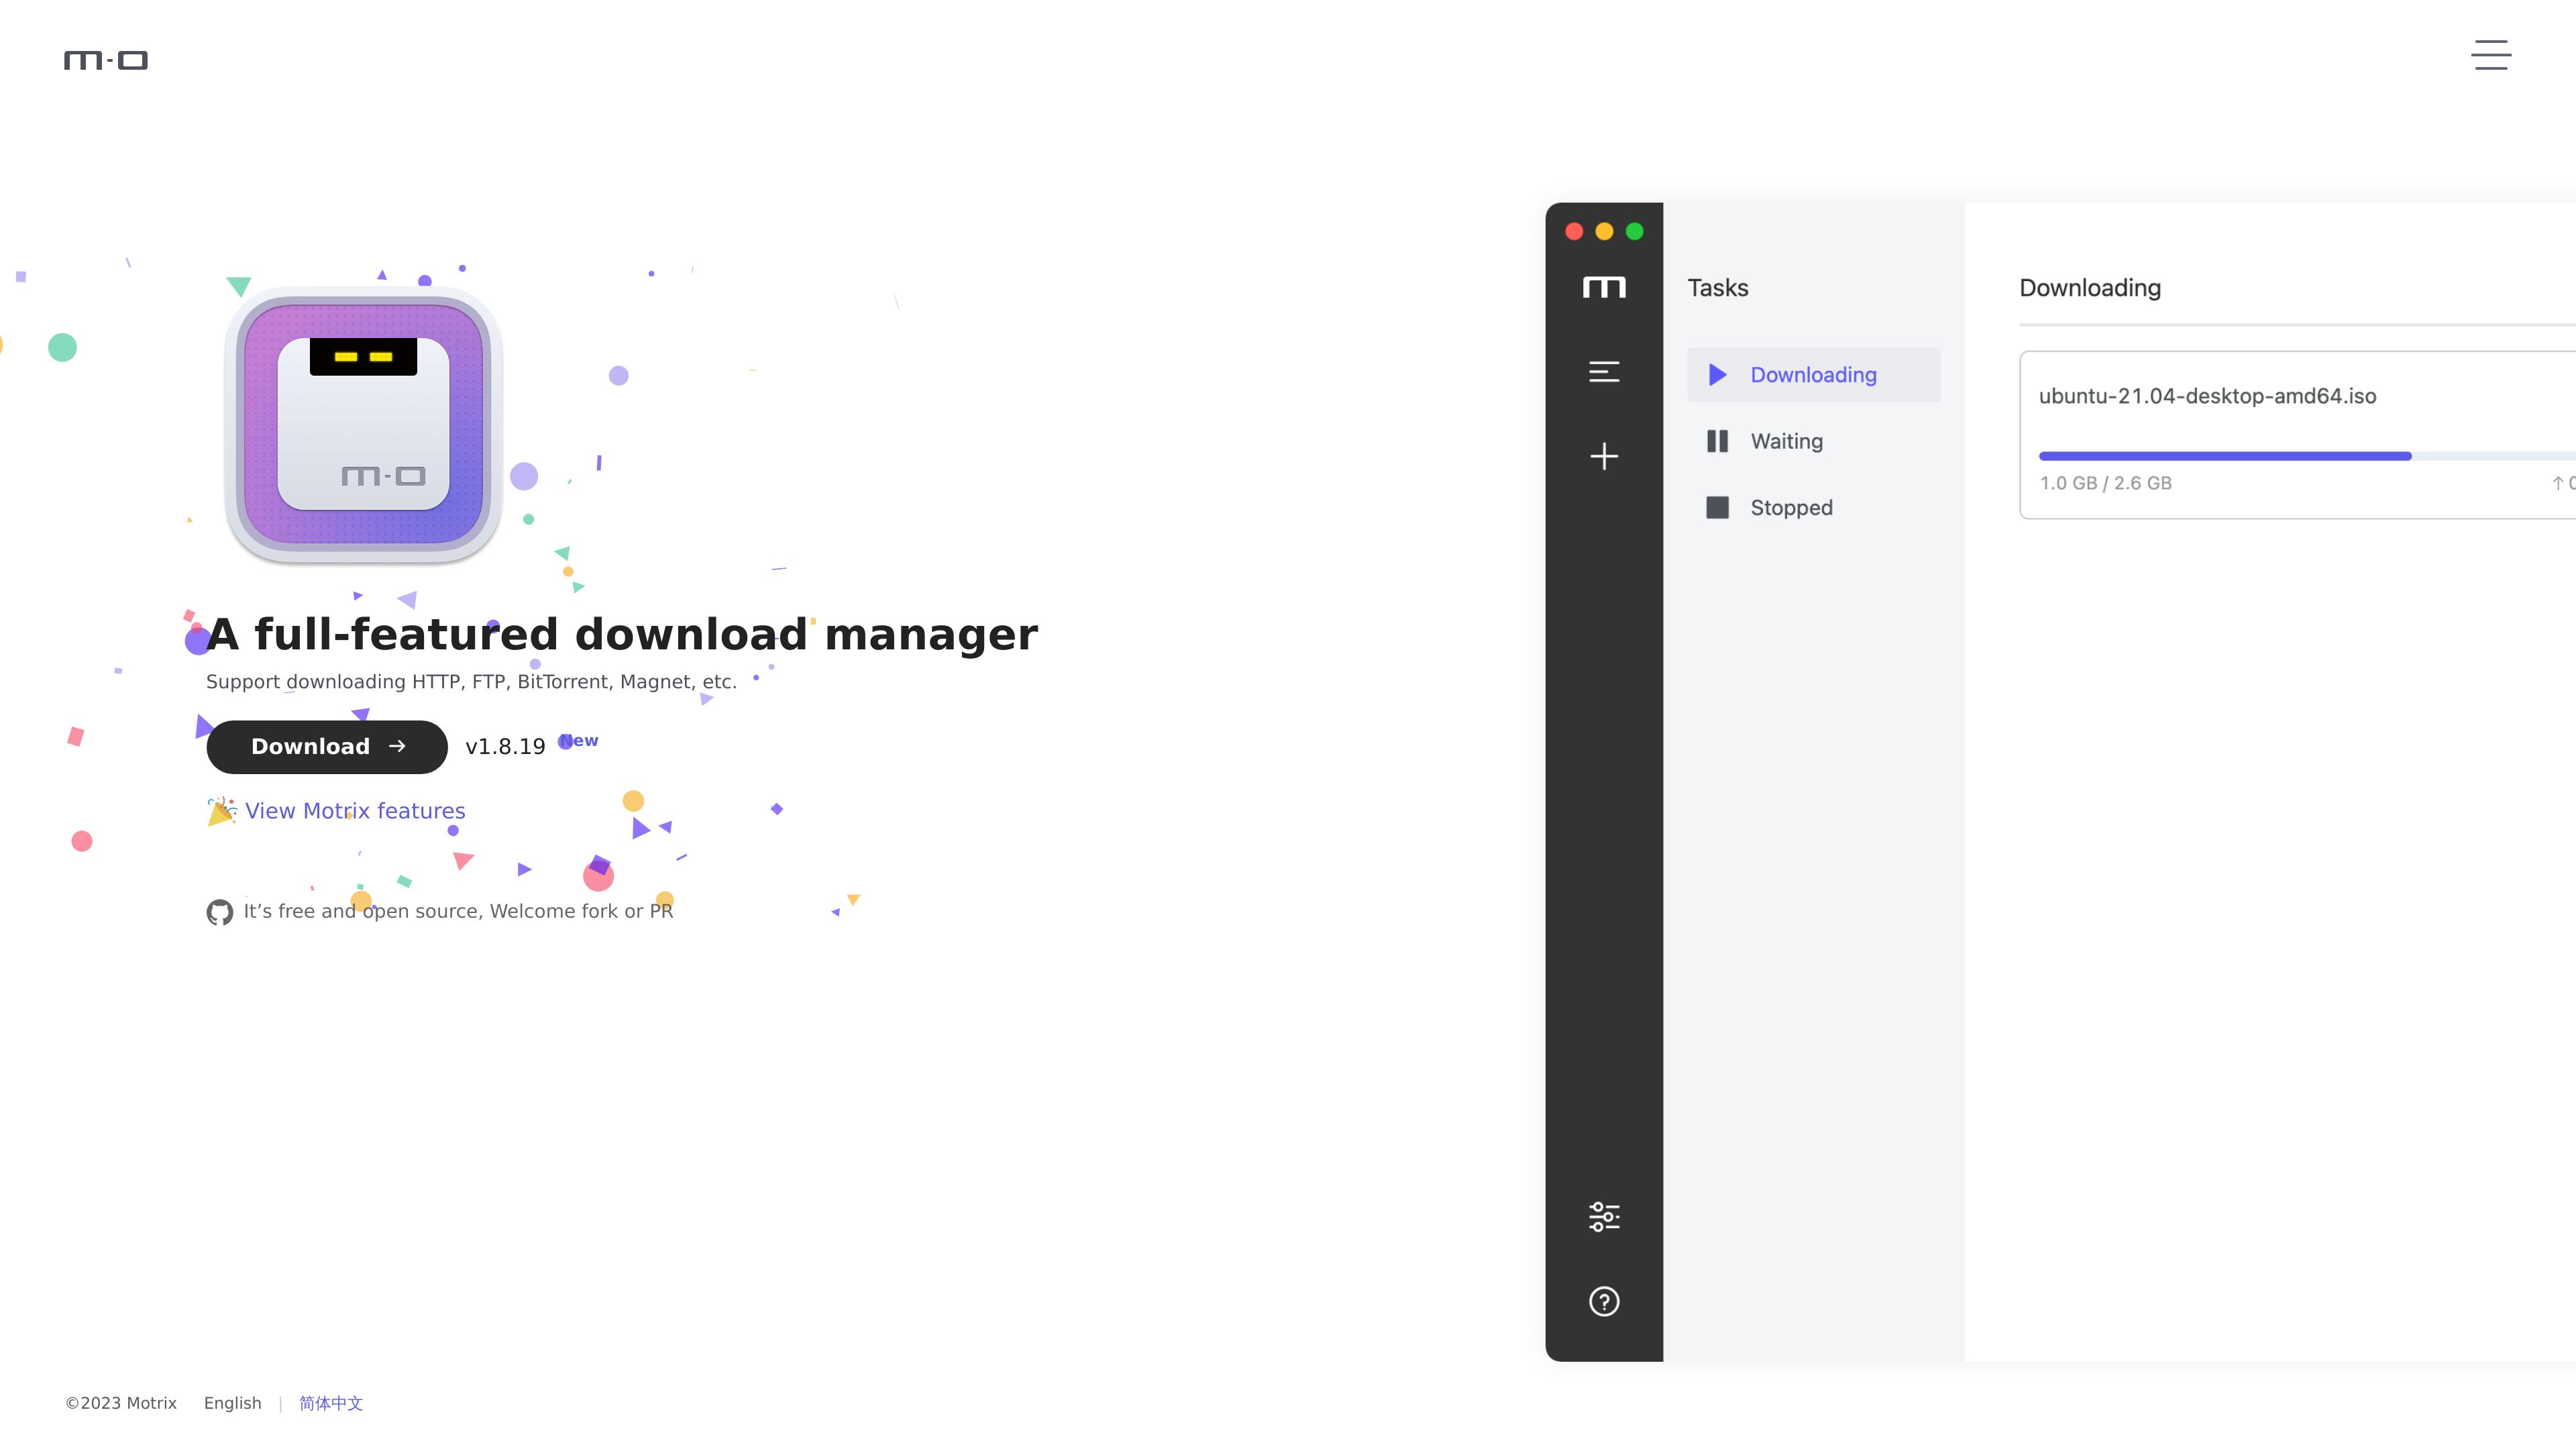 m-o
A full-featured download manager
Support downloading HTTP, FTP, BitTorrent, Magnet, etc.
Download → v1.8.19 New
🎉 View Motrix features
It’s free and open source, Welcome fork or PR
©2023 Motrix English | 简体中文
m
Tasks
Downloading
Waiting
Stopped
Downloading
ubuntu-21.04-desktop-amd64.iso
1.0 GB / 2.6 GB
m-o